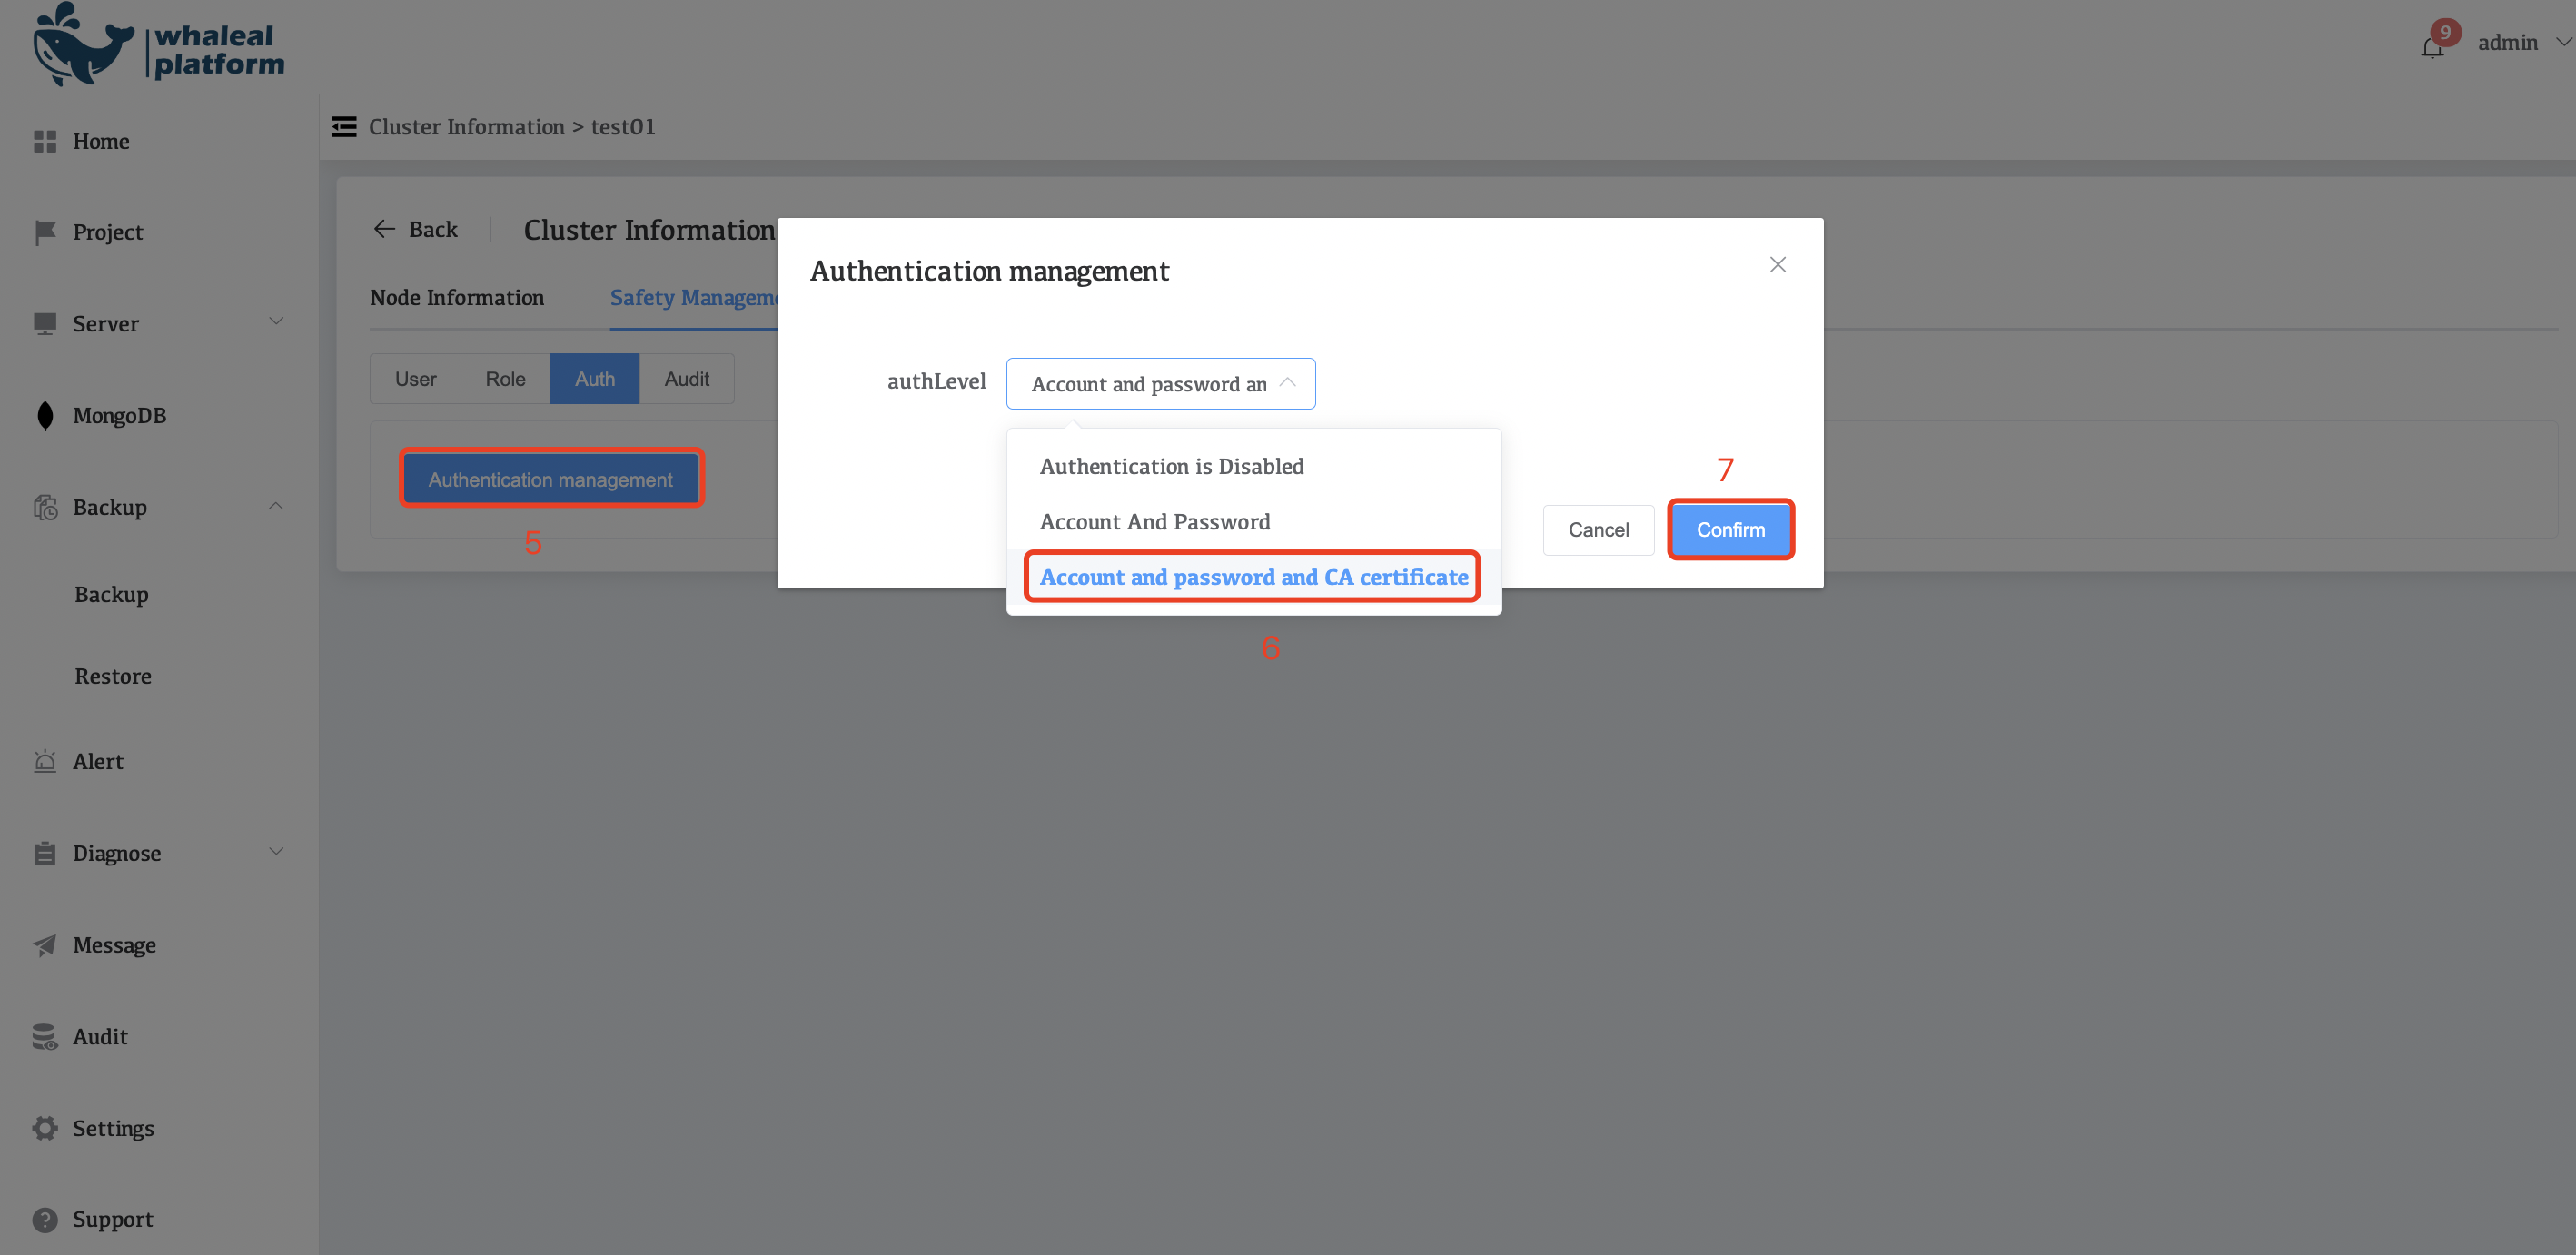 whaleal
platform
9
admin
Home
Project
Server
MongoDB
Backup
Backup
Restore
Alert
Diagnose
Message
Audit
Settings
Support
Cluster Information > test01
Back
Cluster Information
Node Information
Safety Managem
User
Role
Auth
Audit
Authentication management
5
Authentication management
authLevel
Account and password an
Authentication is Disabled
Account And Password
Account and password and CA certificate
6
7
Cancel
Confirm